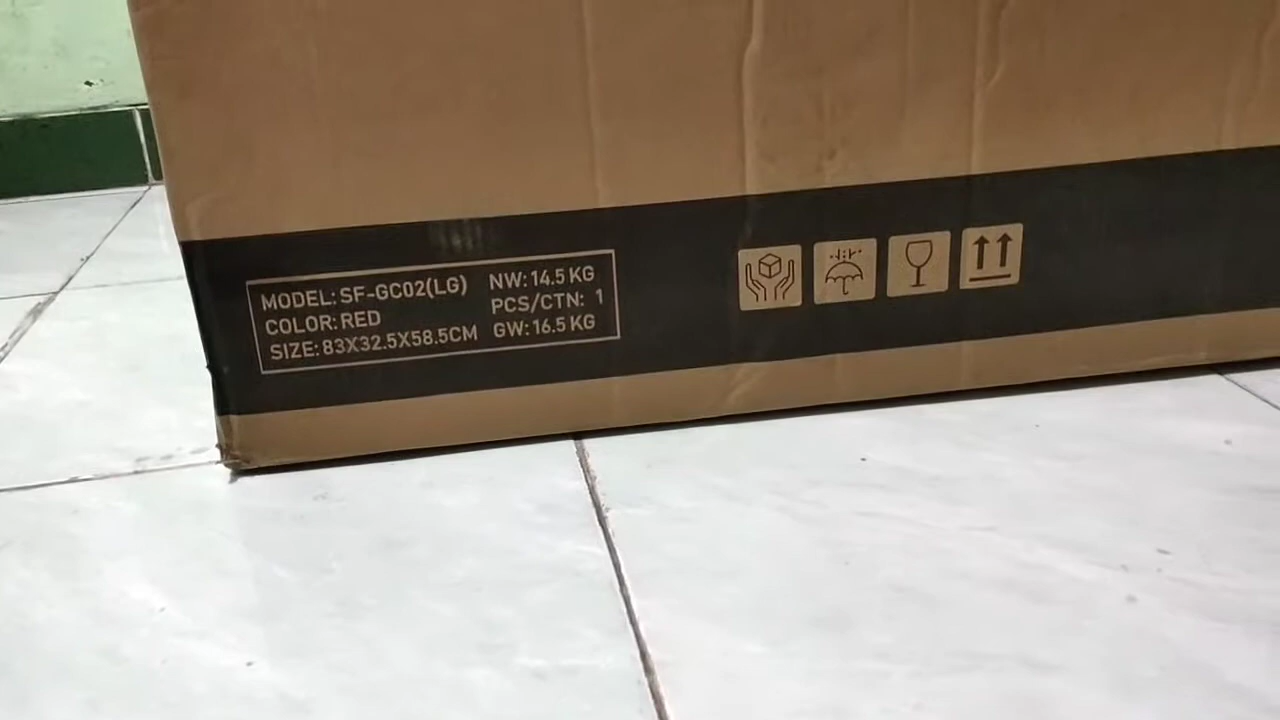 MODEL: SF-GC02(LG)
COLOR: RED
SIZE: 83X32.5X58.5CM
NW: 14.5 KG
PCS/CTN: 1
GW: 16.5 KG